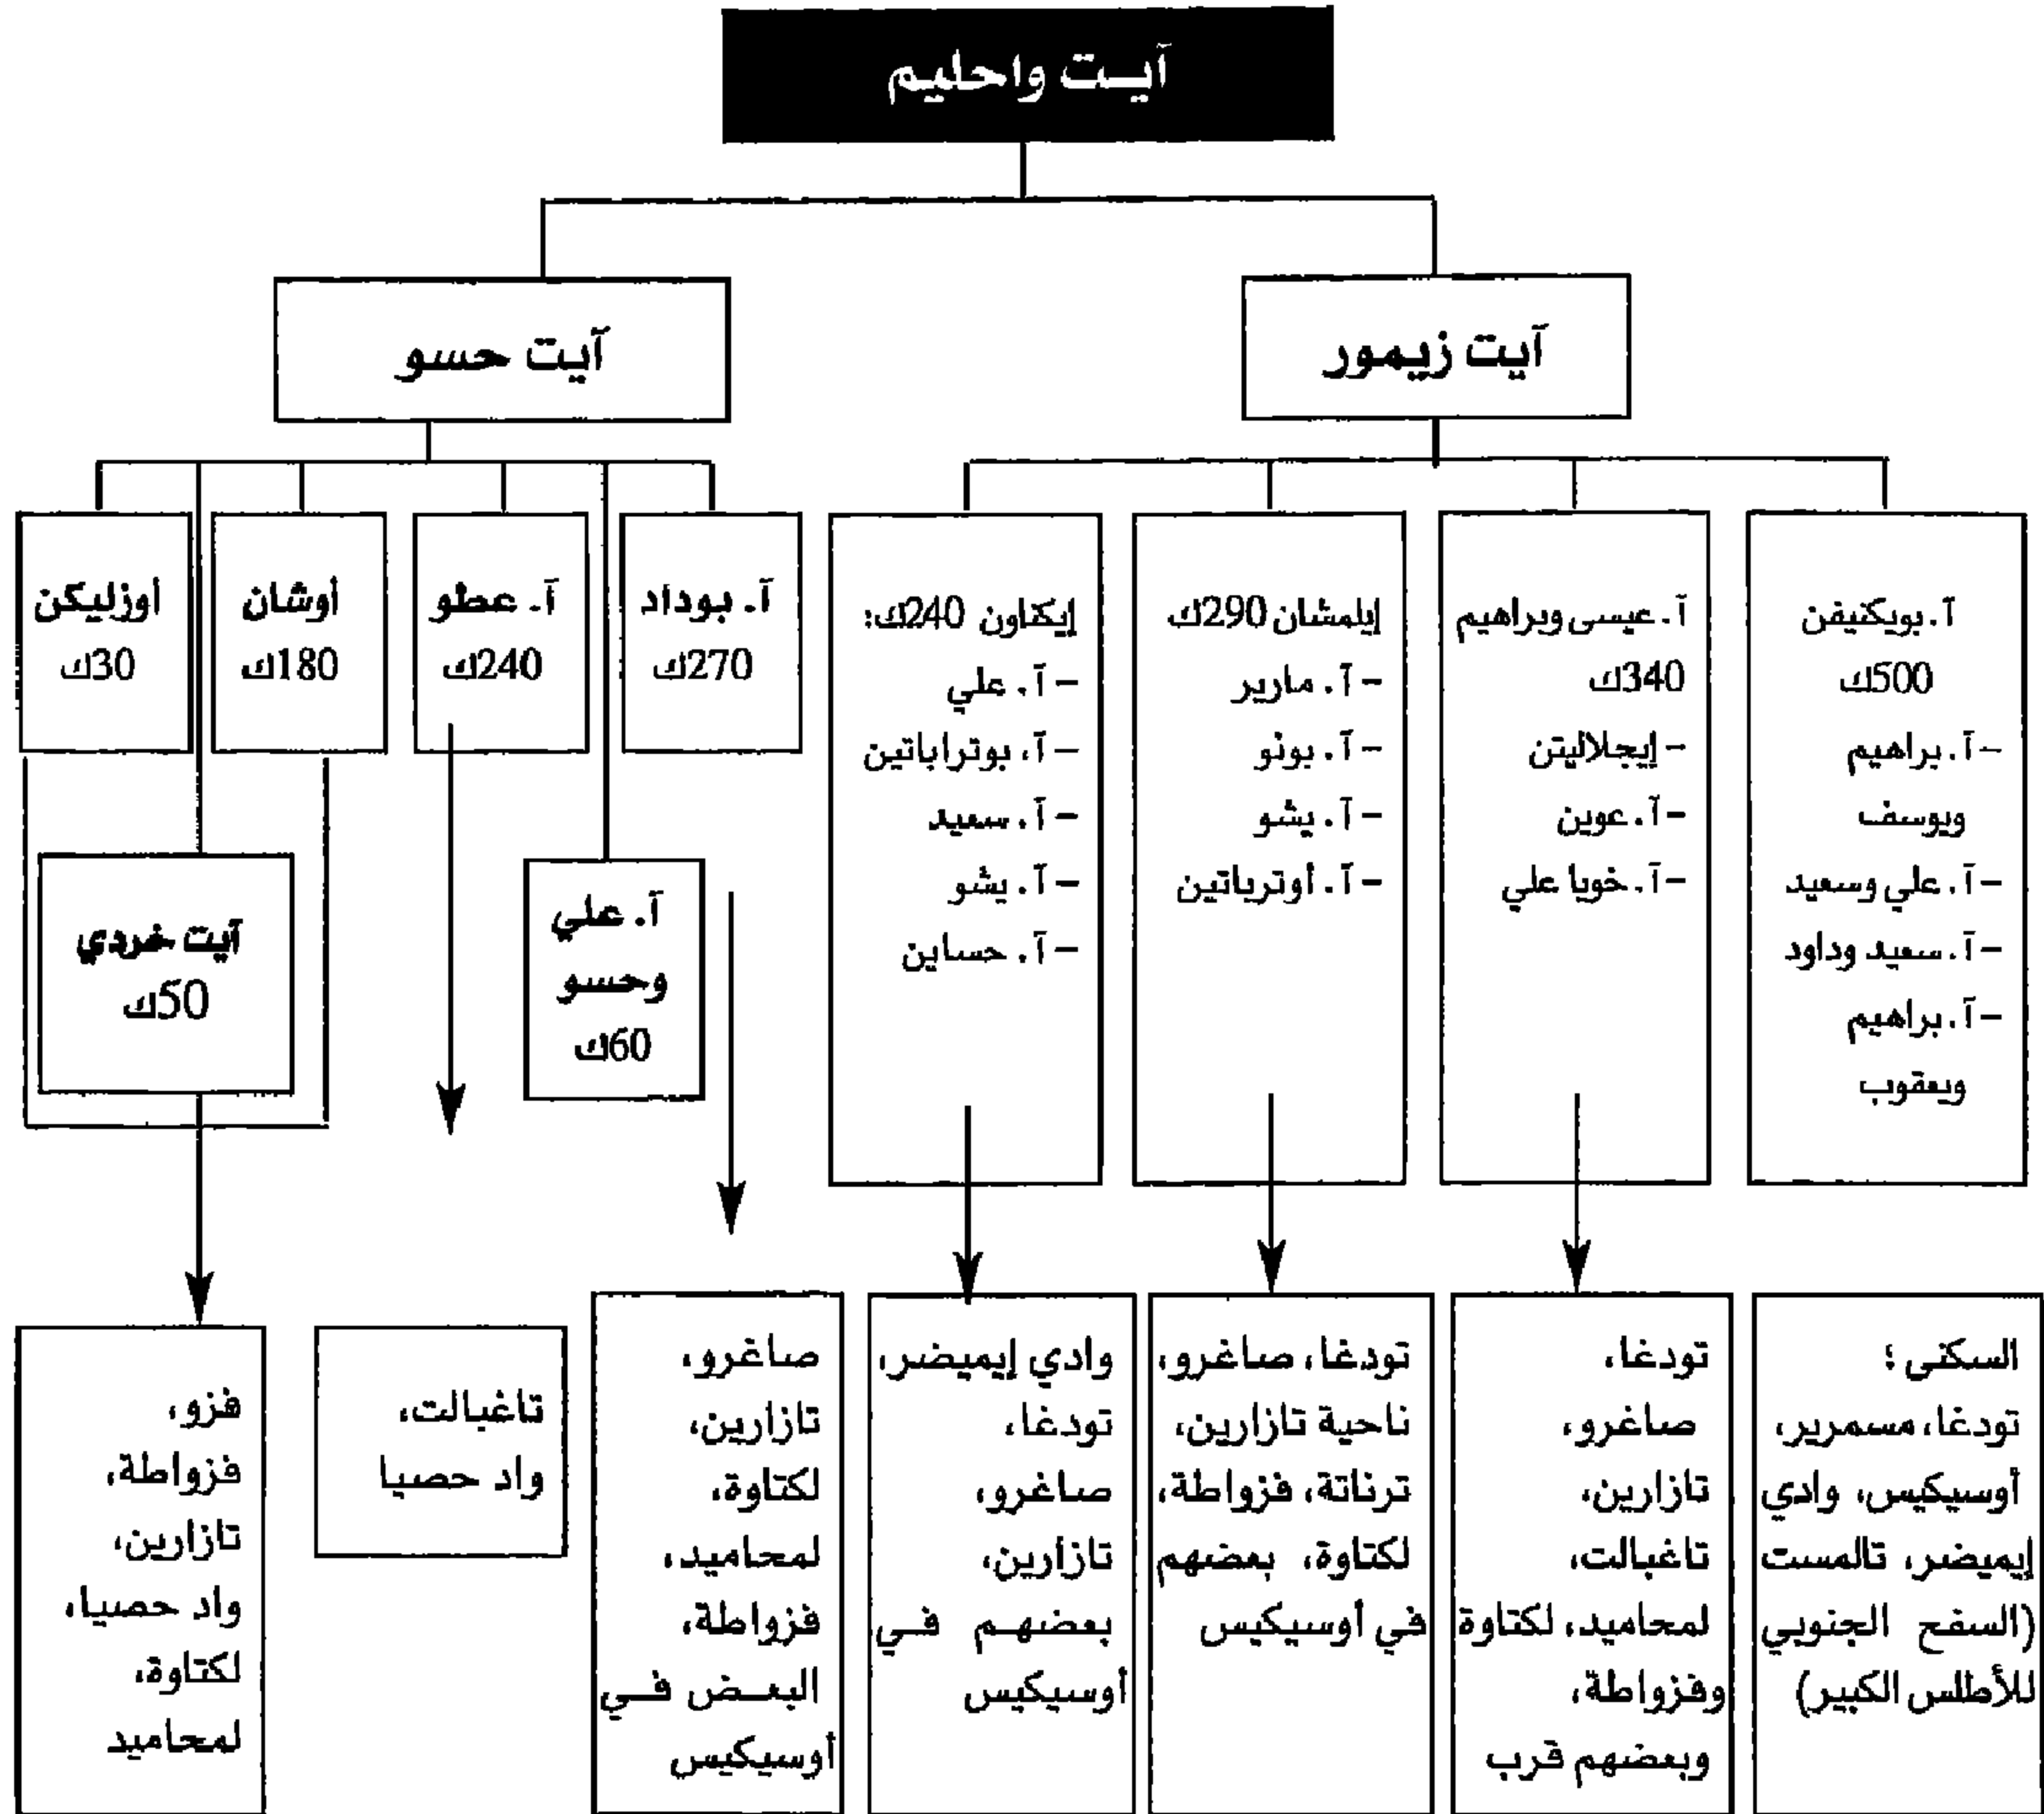 آيت واحليم
آيت زيمور
آيت حسو
آ. بويكنيفن
500ك
– آ. براهيم
ويوسف
– آ. علي وسعيد
– آ. سعيد وداود
– آ. براهيم
ويعقوب
آ. عيسى وبراهيم
340ك
– إيجلاليتن
– آ. عوين
– آ. خويا علي
إيلمشان 290ك
– آ. مارير
– آ. بونو
– آ. يشو
– آ. أوترباتين
إيكتاون 240ك:
– آ. علي
– آ. بوتراباتين
– آ. سعيد
– آ. يشو
– آ. حساين
آ. بوداد
270ك
آ. علي
وحسو
60ك
آ. عطو
240ك
أوشان
180ك
آيت خردي
50ك
اوزليكن
30ك
السكنى :
تودغا، مسمرير،
أوسيكيس، وادي
إيميضر، تالمست
(السفح الجنوبي
للأطلس الكبير)
تودغا،
صاغرو،
تازارين،
تاغبالت،
لمحاميد، لكتاوة
وفزواطة،
وبعضهم قرب
تودغا، صاغرو،
ناحية تازارين،
ترناتة، فزواطة،
لكتاوة، بعضهم
في أوسيكيس
وادي إيميضر،
تودغا،
صاغرو،
تازارين،
بعضهم في
أوسيكيس
صاغرو،
تازارين،
لكتاوة،
لمحاميد،
فزواطة،
البعض في
أوسيكيس
تاغبالت،
واد حصيا
فزو،
فزواطة،
تازارين،
واد حصيا،
لكتاوة،
لمحاميد